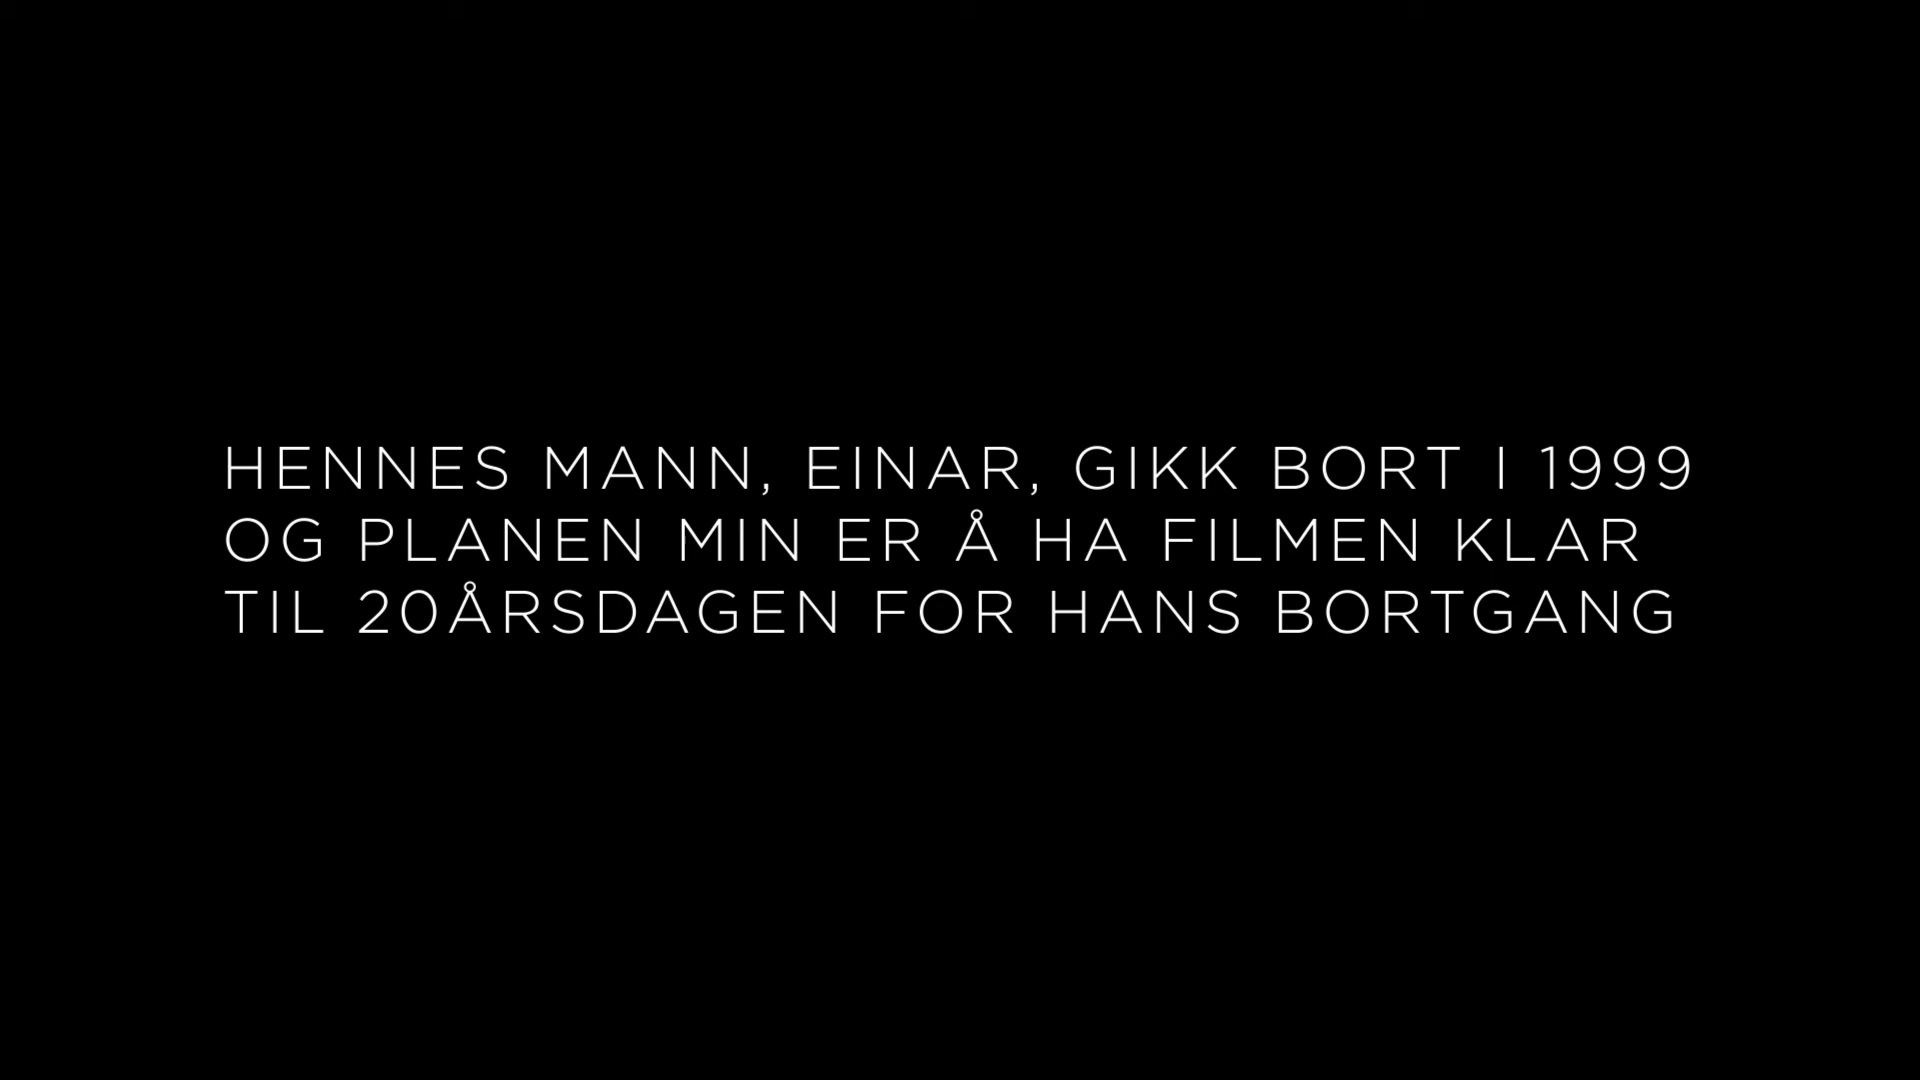 HENNES MANN, EINAR, GIKK BORT I 1999
OG PLANEN MIN ER Å HA FILMEN KLAR
TIL 20ÅRSDAGEN FOR HANS BORTGANG